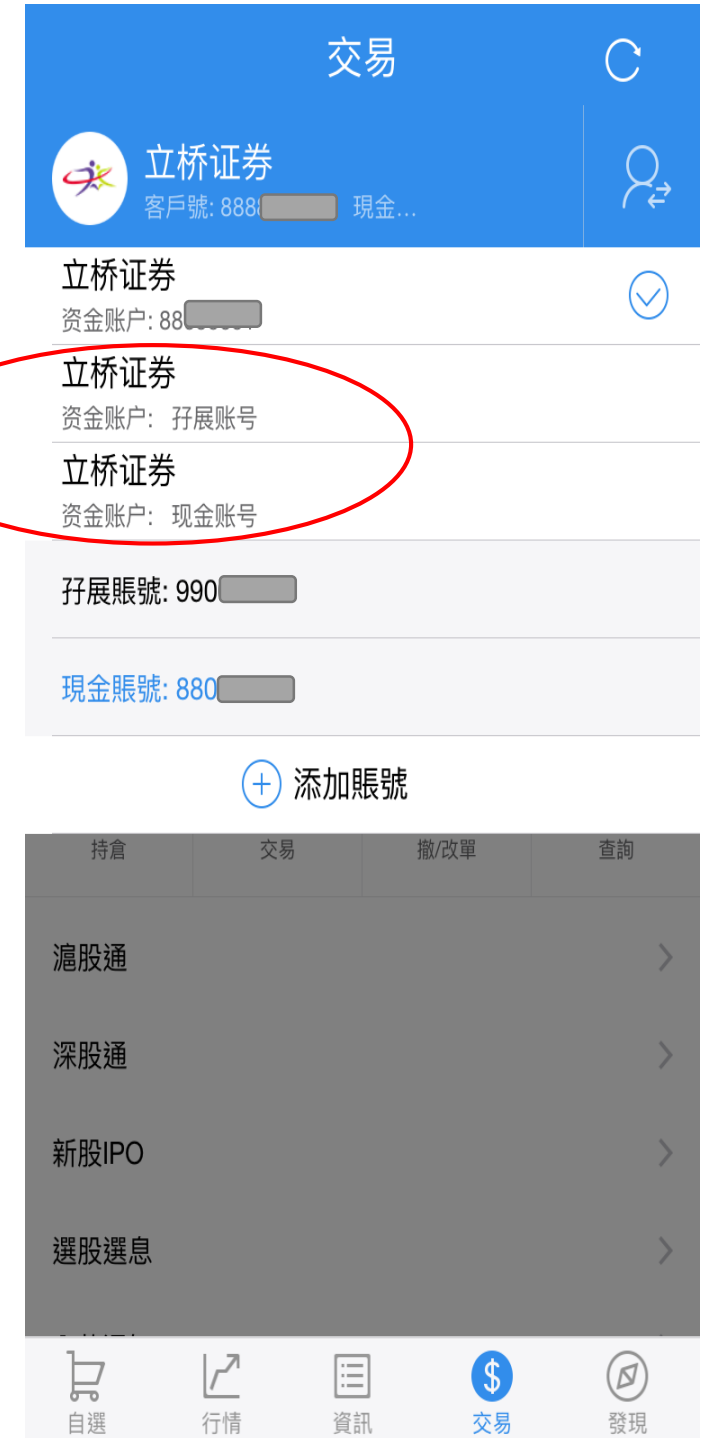 交易
立桥证券
客戶號: 888 現金...
立桥证券
资金账户: 88
立桥证券
资金账户: 孖展账号
立桥证券
资金账户: 现金账号
孖展賬號: 990
現金賬號: 880
添加賬號
持倉 交易 撤/改單 查詢
滬股通
深股通
新股IPO
選股選息
自選 行情 資訊 交易 發現